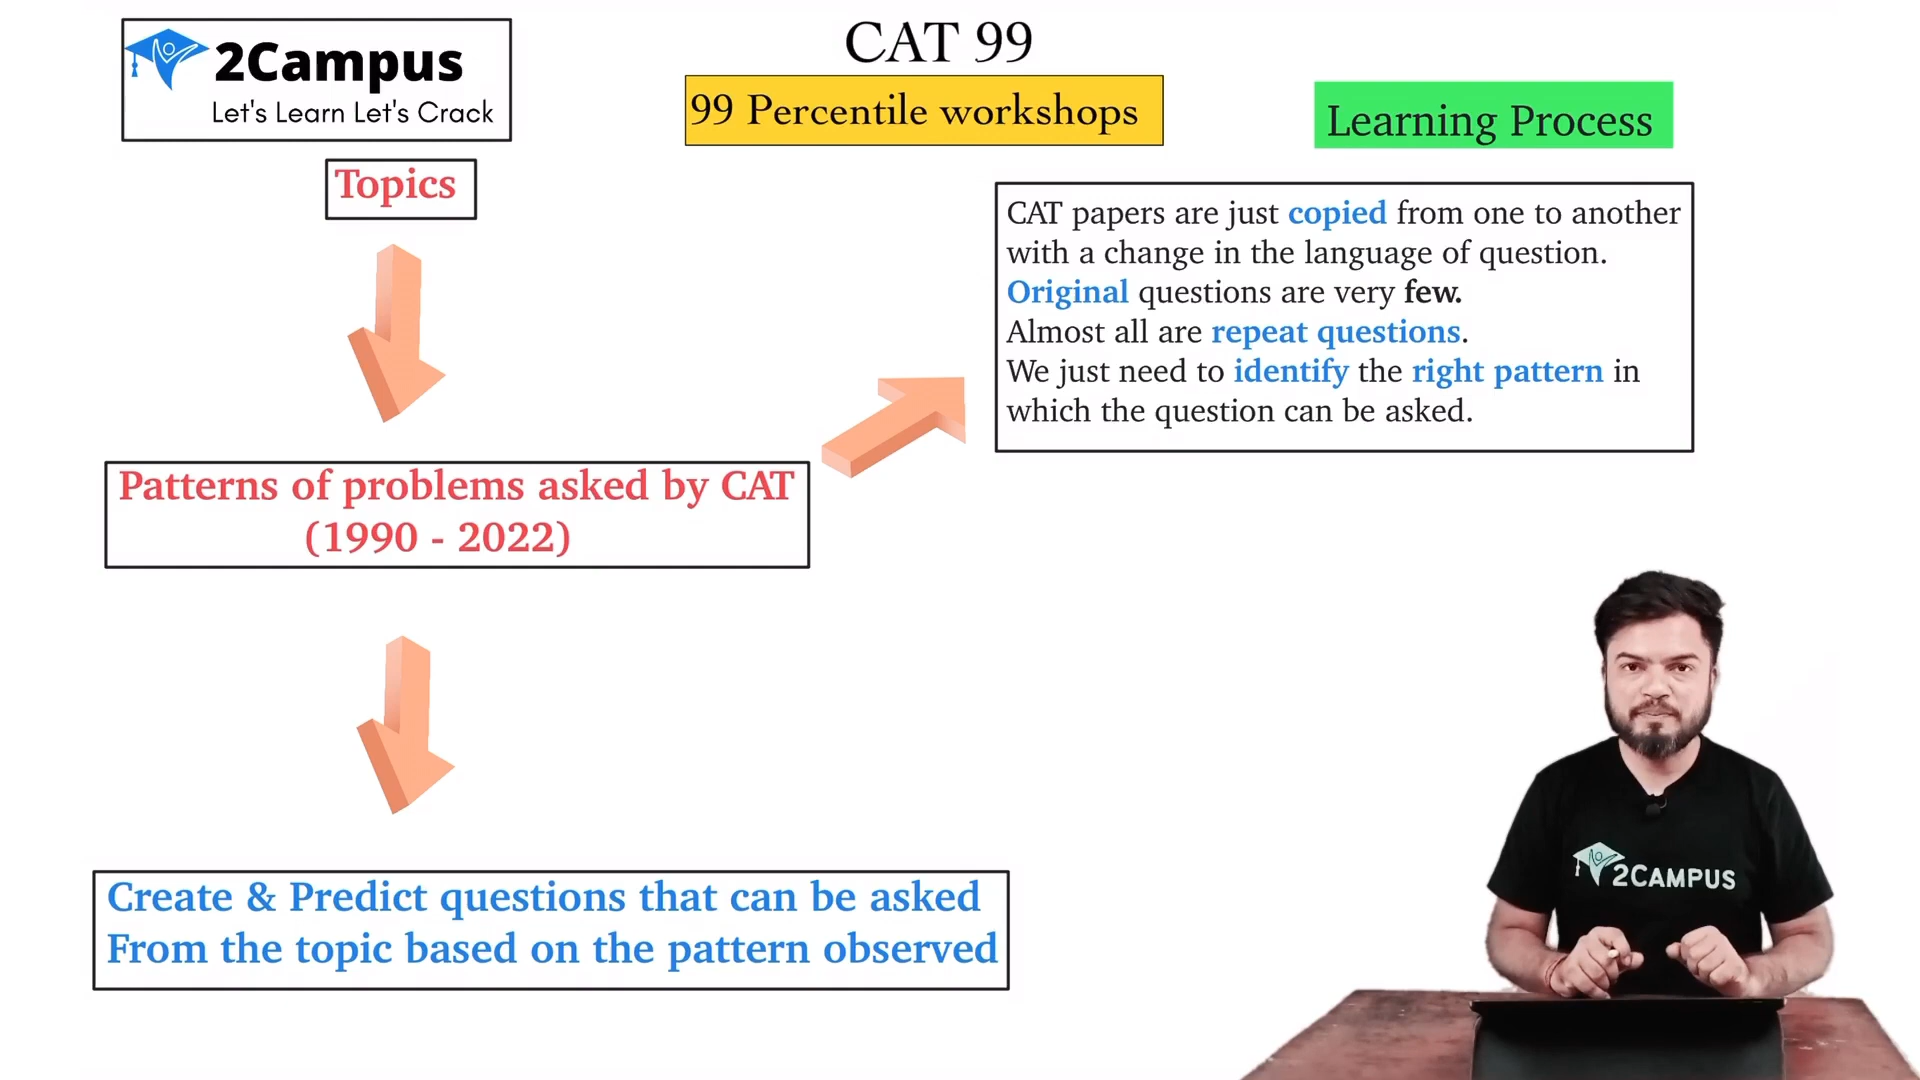 2Campus
Let's Learn Let's Crack
CAT 99
99 Percentile workshops
Learning Process
Topics
CAT papers are just copied from one to another
with a change in the language of question.
Original questions are very few.
Almost all are repeat questions.
We just need to identify the right pattern in
which the question can be asked.
Patterns of problems asked by CAT
(1990 - 2022)
Create & Predict questions that can be asked
From the topic based on the pattern observed
2CAMPUS